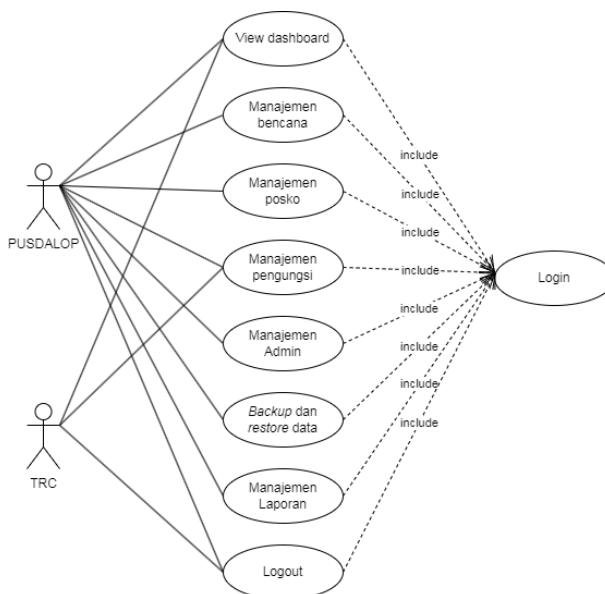 View dashboard
Manajemen
bencana
include
Manajemen
posko
include
PUSDALOP
include
Manajemen
pengungsi
include
Login
Manajemen
Admin
include
include
Backup dan
restore data
include
include
TRC
Manajemen
Laporan
Logout